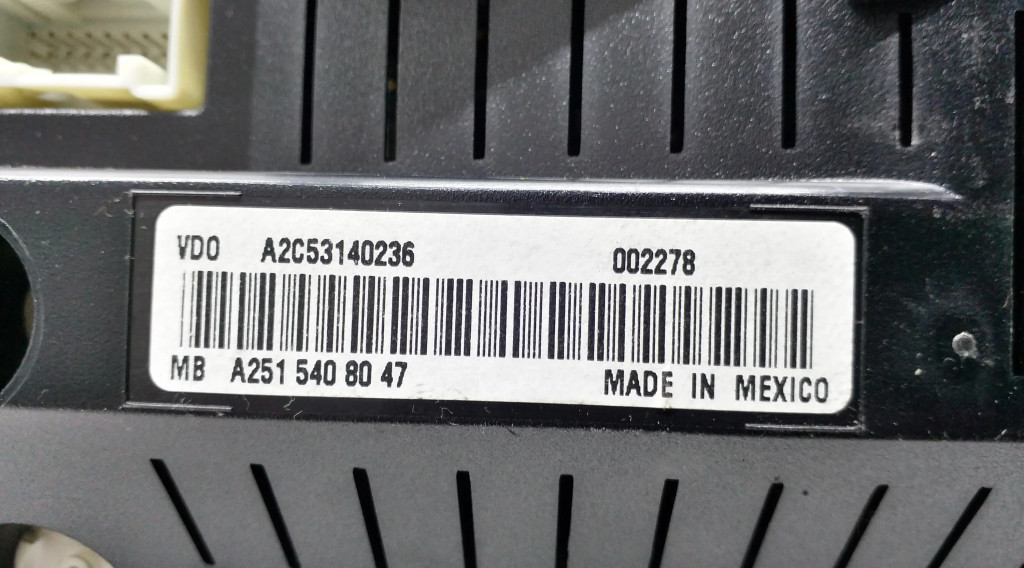 VDO A2C53140236 002278
MB A251 540 80 47 MADE IN MEXICO